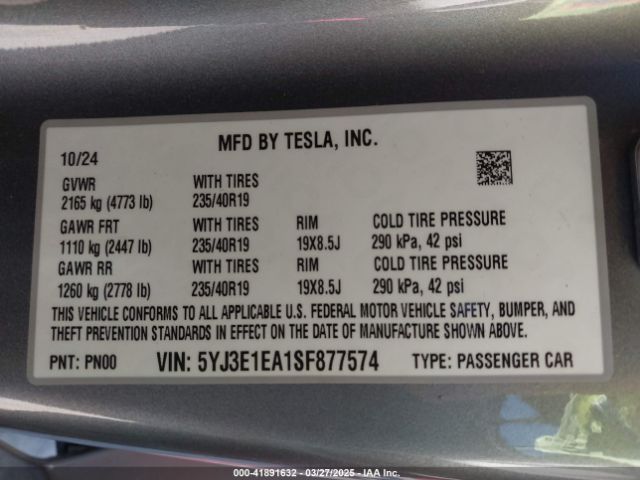 MFD BY TESLA, INC.
10/24
GVWR WITH TIRES
2165 kg (4773 lb) 235/40R19
GAWR FRT WITH TIRES RIM COLD TIRE PRESSURE
1110 kg (2447 lb) 235/40R19 19X8.5J 290 kPa, 42 psi
GAWR RR WITH TIRES RIM COLD TIRE PRESSURE
1260 kg (2778 lb) 235/40R19 19X8.5J 290 kPa, 42 psi
THIS VEHICLE CONFORMS TO ALL APPLICABLE U.S. FEDERAL MOTOR VEHICLE SAFETY, BUMPER, AND
THEFT PREVENTION STANDARDS IN EFFECT ON THE DATE OF MANUFACTURE SHOWN ABOVE.
PNT: PN00 VIN: 5YJ3E1EA1SF877574 TYPE: PASSENGER CAR
000-41891632 - 03/27/2025 - IAA Inc.